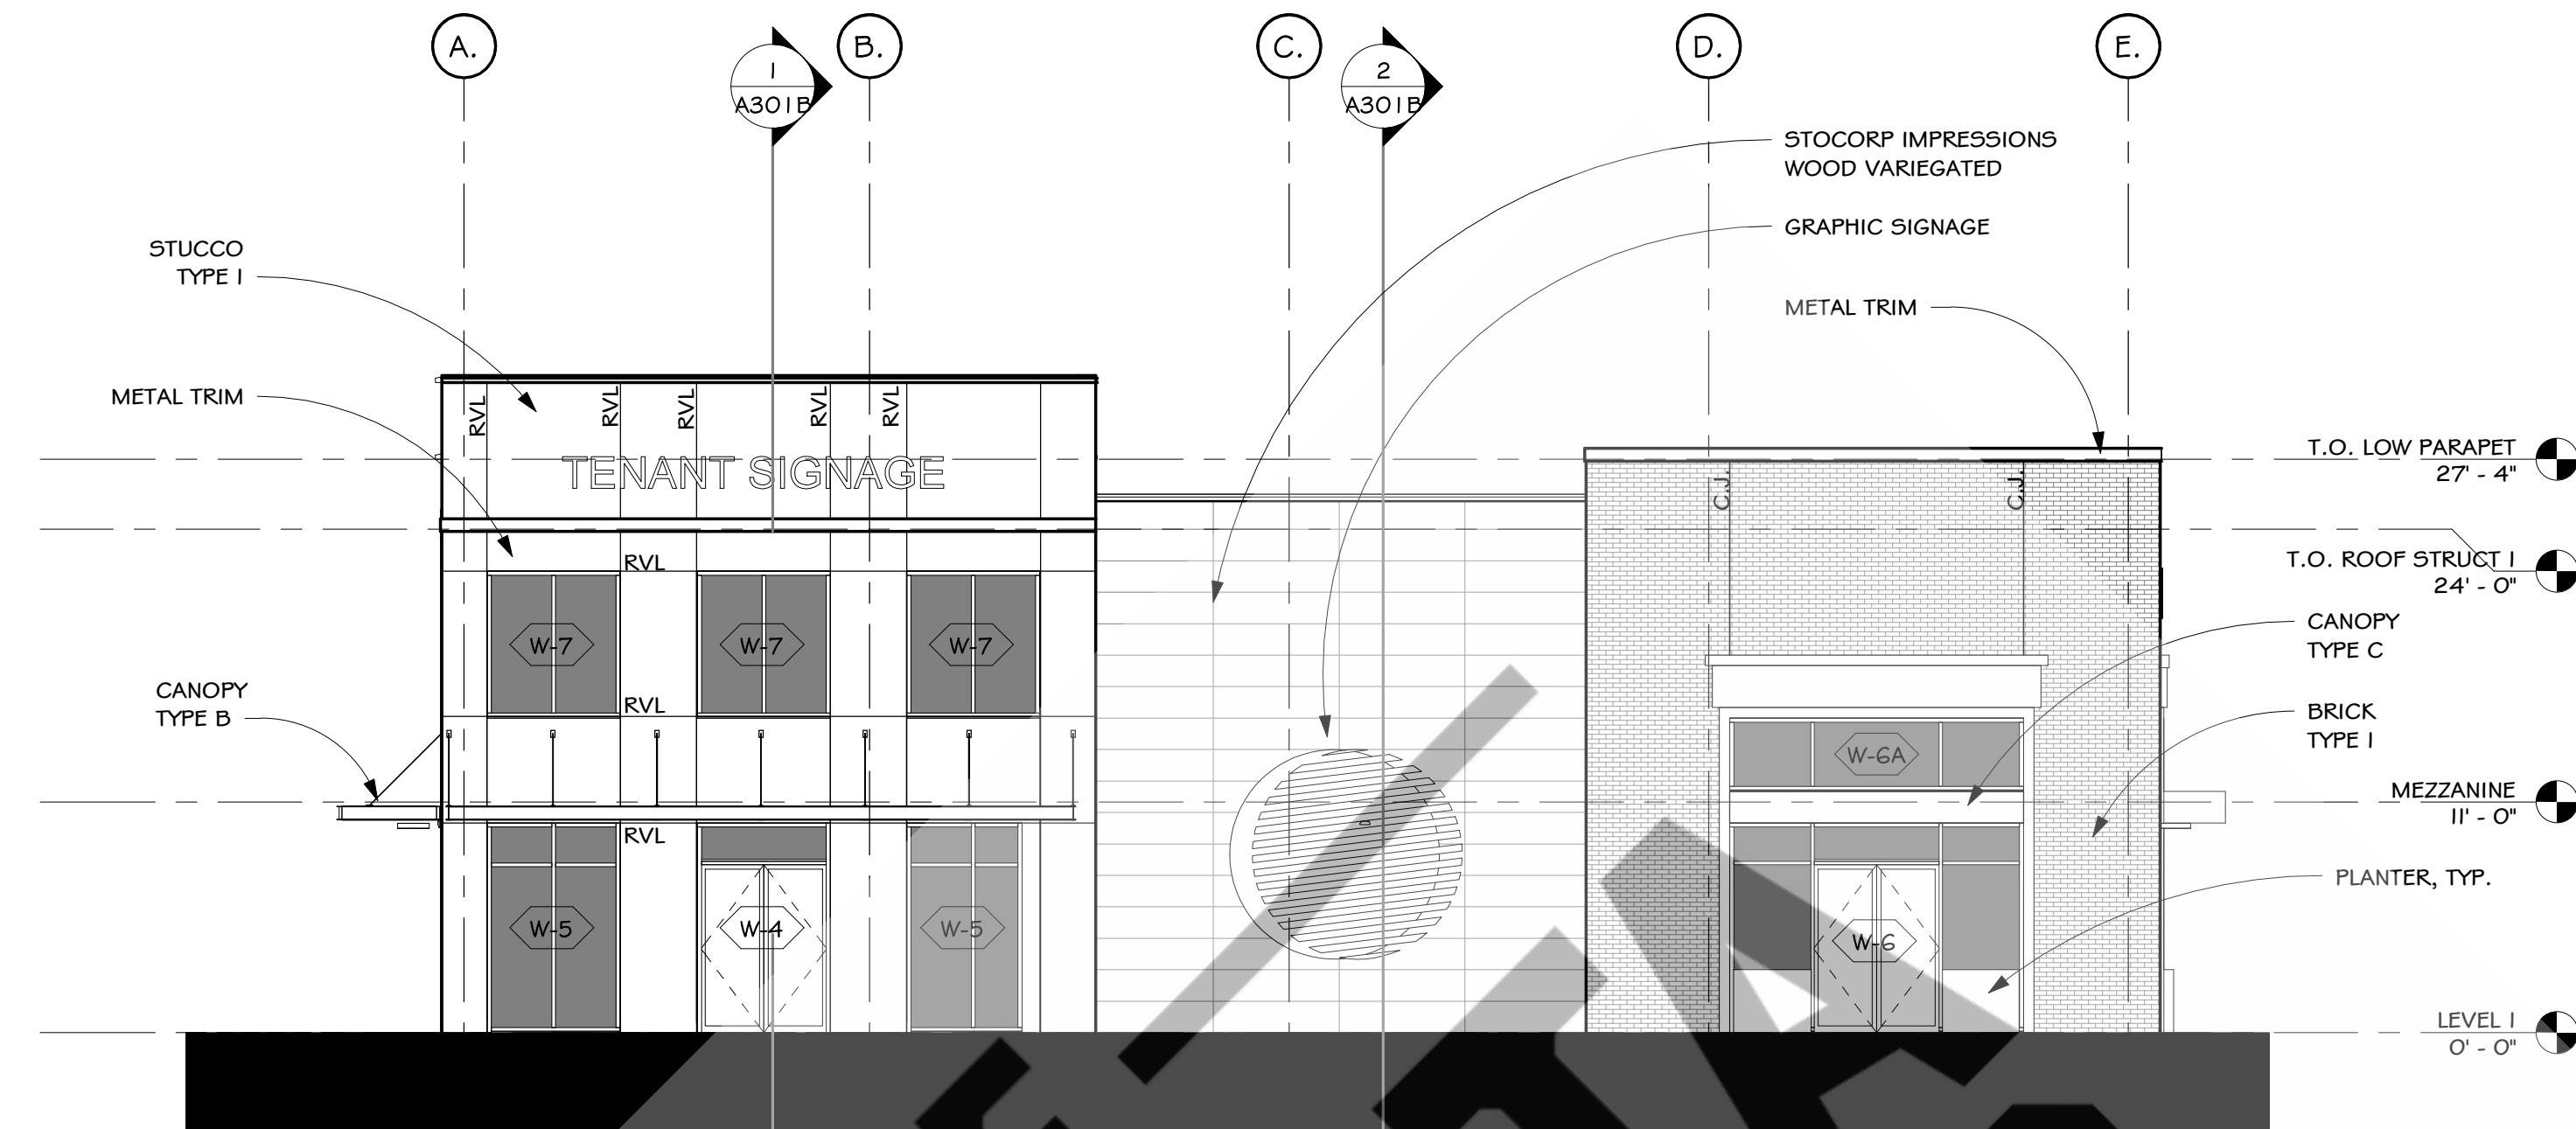 A.
B.
C.
D.
E.
1
A301B
2
A301B
STOCORP IMPRESSIONS
WOOD VARIEGATED
GRAPHIC SIGNAGE
METAL TRIM
STUCCO
TYPE 1
METAL TRIM
RVL
RVL
RVL
RVL
RVL
TENANT SIGNAGE
C.J.
C.J.
T.O. LOW PARAPET
27' - 4"
RVL
T.O. ROOF STRUCT 1
24' - 0"
W-7
W-7
W-7
CANOPY
TYPE C
CANOPY
TYPE B
RVL
BRICK
TYPE 1
W-6A
MEZZANINE
11' - 0"
RVL
PLANTER, TYP.
W-5
W-4
W-5
W-6
LEVEL 1
0' - 0"